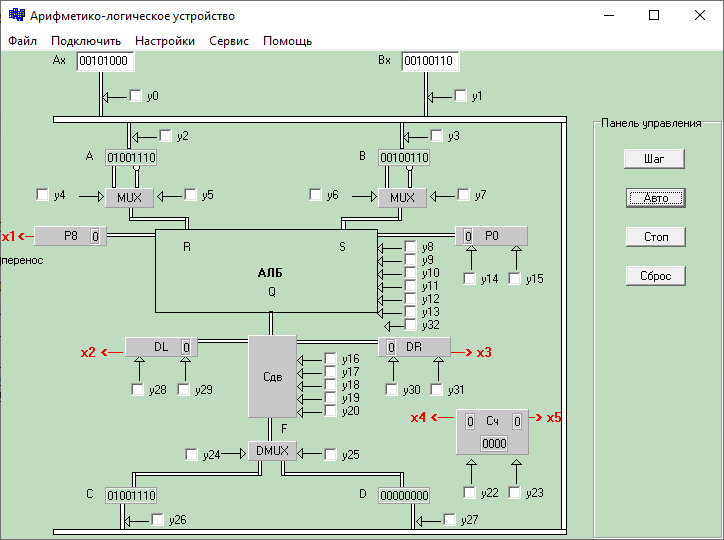 Арифметико-логическое устройство
Файл Подключить Настройки Сервис Помощь
Ax 00101000 Bx 00100110
y0 y1
Панель управления
y2 y3
A 01001110 B 00100110
Шаг
y4 MUX y5 y6 MUX y7
Авто
x1 P8 0 R S 0 P0
Стоп
y8
y9
перенос
АЛБ
y10
y14 y15
Сброс
y11
Q
y12
y13
y32
x2 DL 0 0 DR x3
y16
y17
Сдв
y18
y28 y29 y30 y31
y19
y20
x4 0 Сч 0 x5
F
0000
y24 DMUX y25
C 01001110 D 00000000
y22 y23
y26 y27